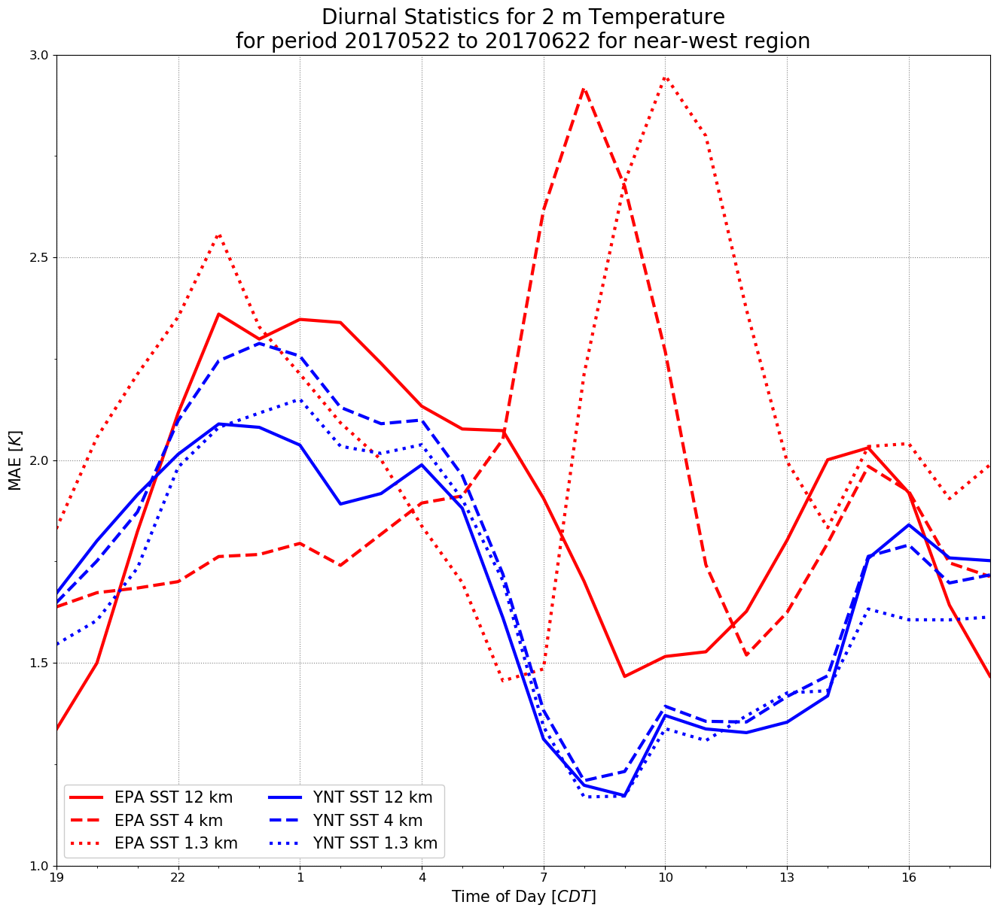 Diurnal Statistics for 2 m Temperature
for period 20170522 to 20170622 for near-west region
3.0
2.5
2.0
1.5
1.0
MAE [K]
EPA SST 12 km
EPA SST 4 km
EPA SST 1.3 km
YNT SST 12 km
YNT SST 4 km
YNT SST 1.3 km
19 22 1 4 7 10 13 16
Time of Day [CDT]